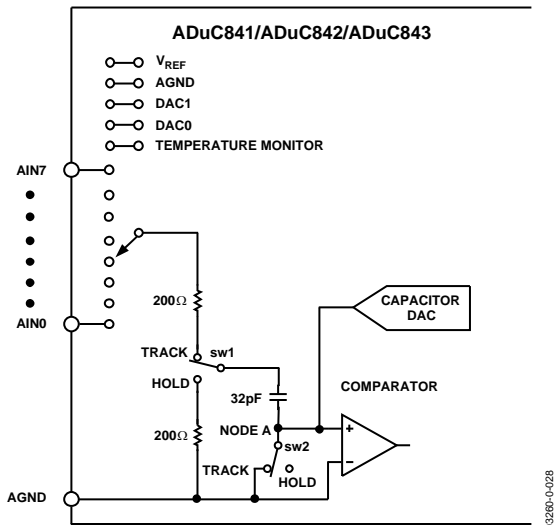 ADuC841/ADuC842/ADuC843
VREF
AGND
DAC1
DAC0
TEMPERATURE MONITOR
AIN7
AIN0
200Ω
CAPACITOR
DAC
TRACK
sw1
HOLD
32pF
COMPARATOR
200Ω
NODE A
+
sw2
–
TRACK
HOLD
AGND
03260-0-028